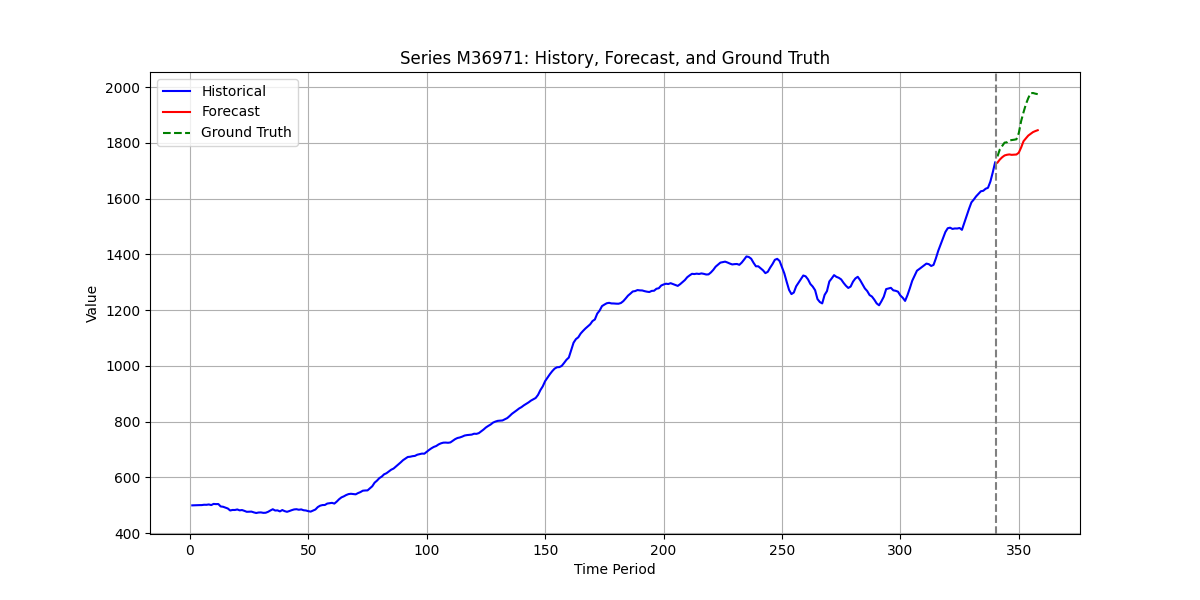 Series M36971: History, Forecast, and Ground Truth
Historical
Forecast
Ground Truth
2000
1800
1600
1400
1200
1000
800
600
400
Value
0 50 100 150 200 250 300 350
Time Period